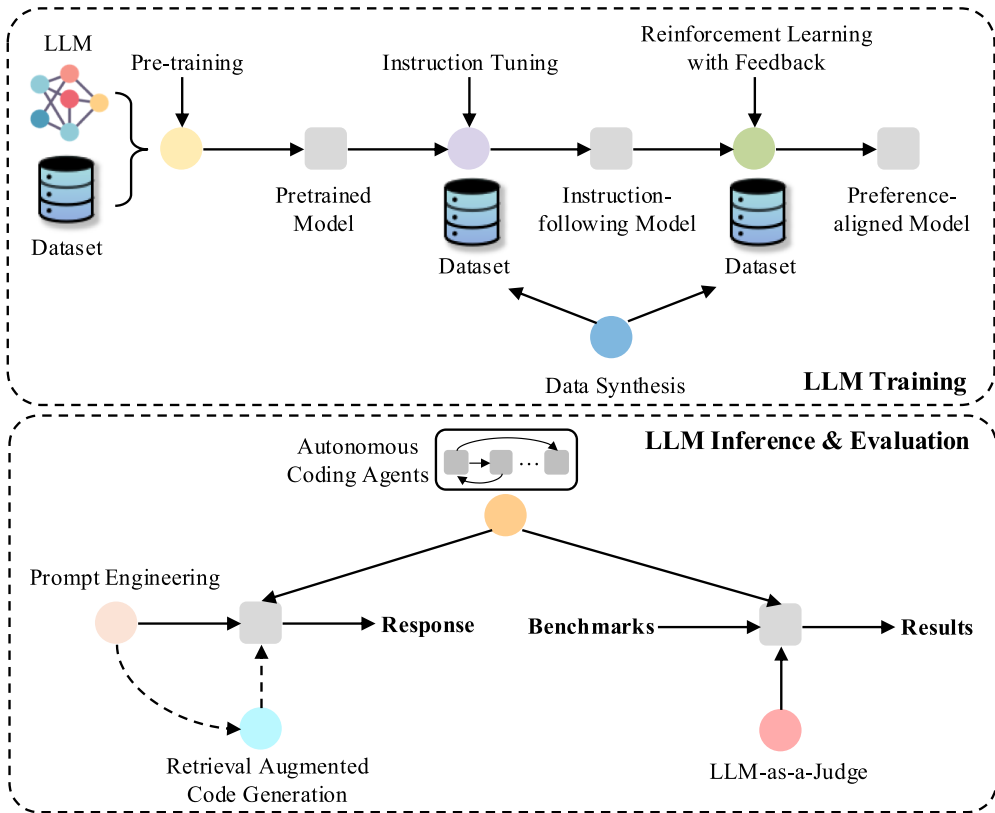 LLM
Pre-training
Instruction Tuning
Reinforcement Learning
with Feedback
Dataset
Pretrained
Model
Dataset
Instruction-
following Model
Dataset
Preference-
aligned Model
Data Synthesis
LLM Training
LLM Inference & Evaluation
Autonomous
Coding Agents
...
Prompt Engineering
Response
Benchmarks
Results
Retrieval Augmented
Code Generation
LLM-as-a-Judge